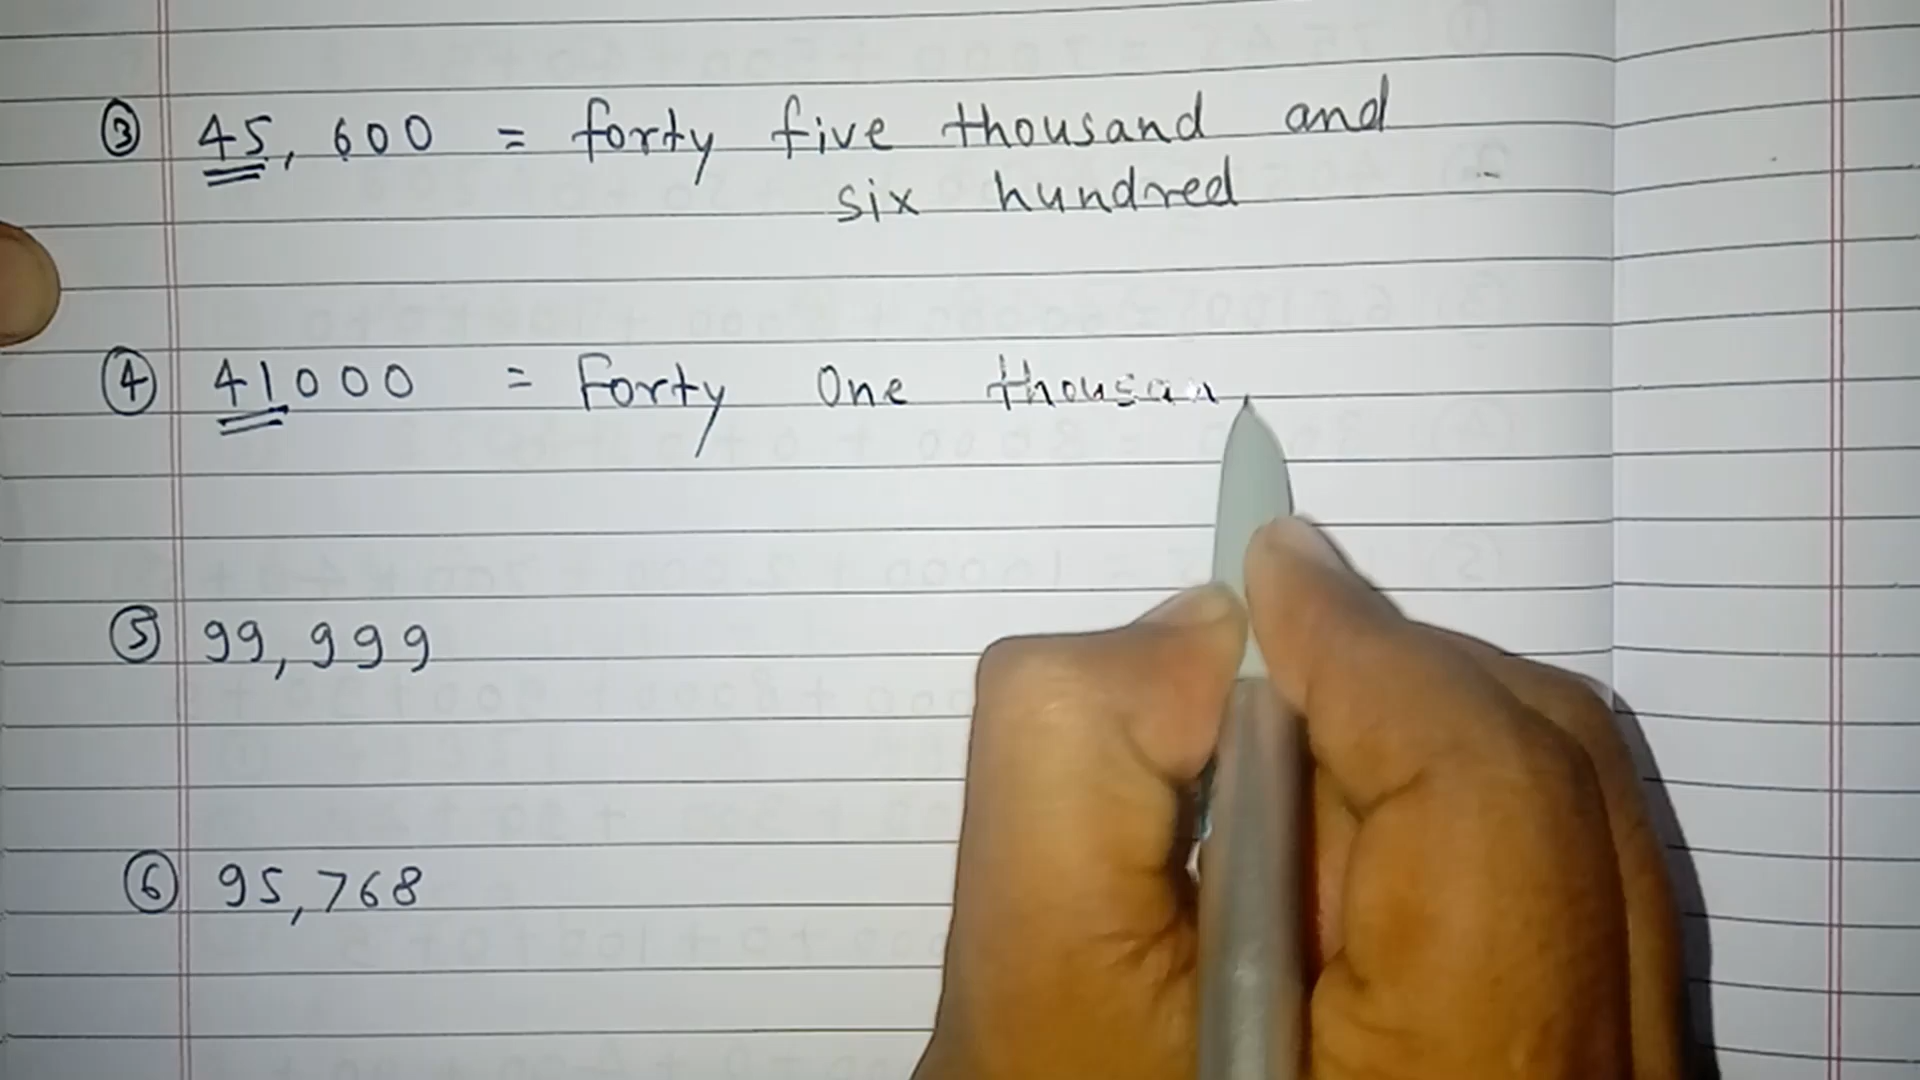 ③ 45, 600 = forty five thousand and
six hundred
④ 41000 = Forty One thousan
⑤ 99,999
⑥ 95,768